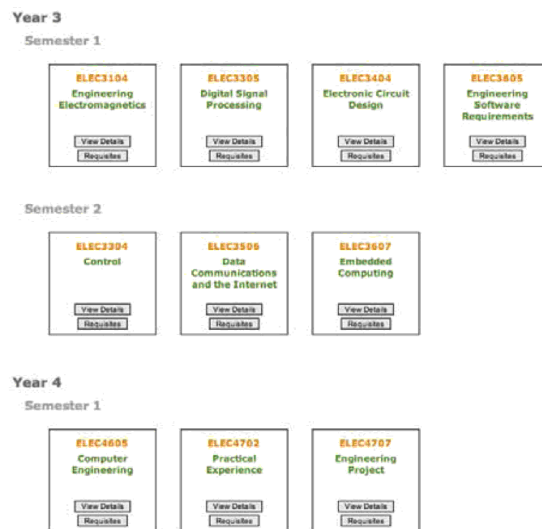 Year 3
Semester 1
ELEC3104
Engineering
Electromagnetics
View Details
Requisites
ELEC3305
Digital Signal
Processing
View Details
Requisites
ELEC3404
Electronic Circuit
Design
View Details
Requisites
ELEC3605
Engineering
Software
Requirements
View Details
Requisites
Semester 2
ELEC3304
Control
View Details
Requisites
ELEC3506
Data
Communications
and the Internet
View Details
Requisites
ELEC3607
Embedded
Computing
View Details
Requisites
Year 4
Semester 1
ELEC4605
Computer
Engineering
View Details
Requisites
ELEC4702
Practical
Experience
View Details
Requisites
ELEC4707
Engineering
Project
View Details
Requisites